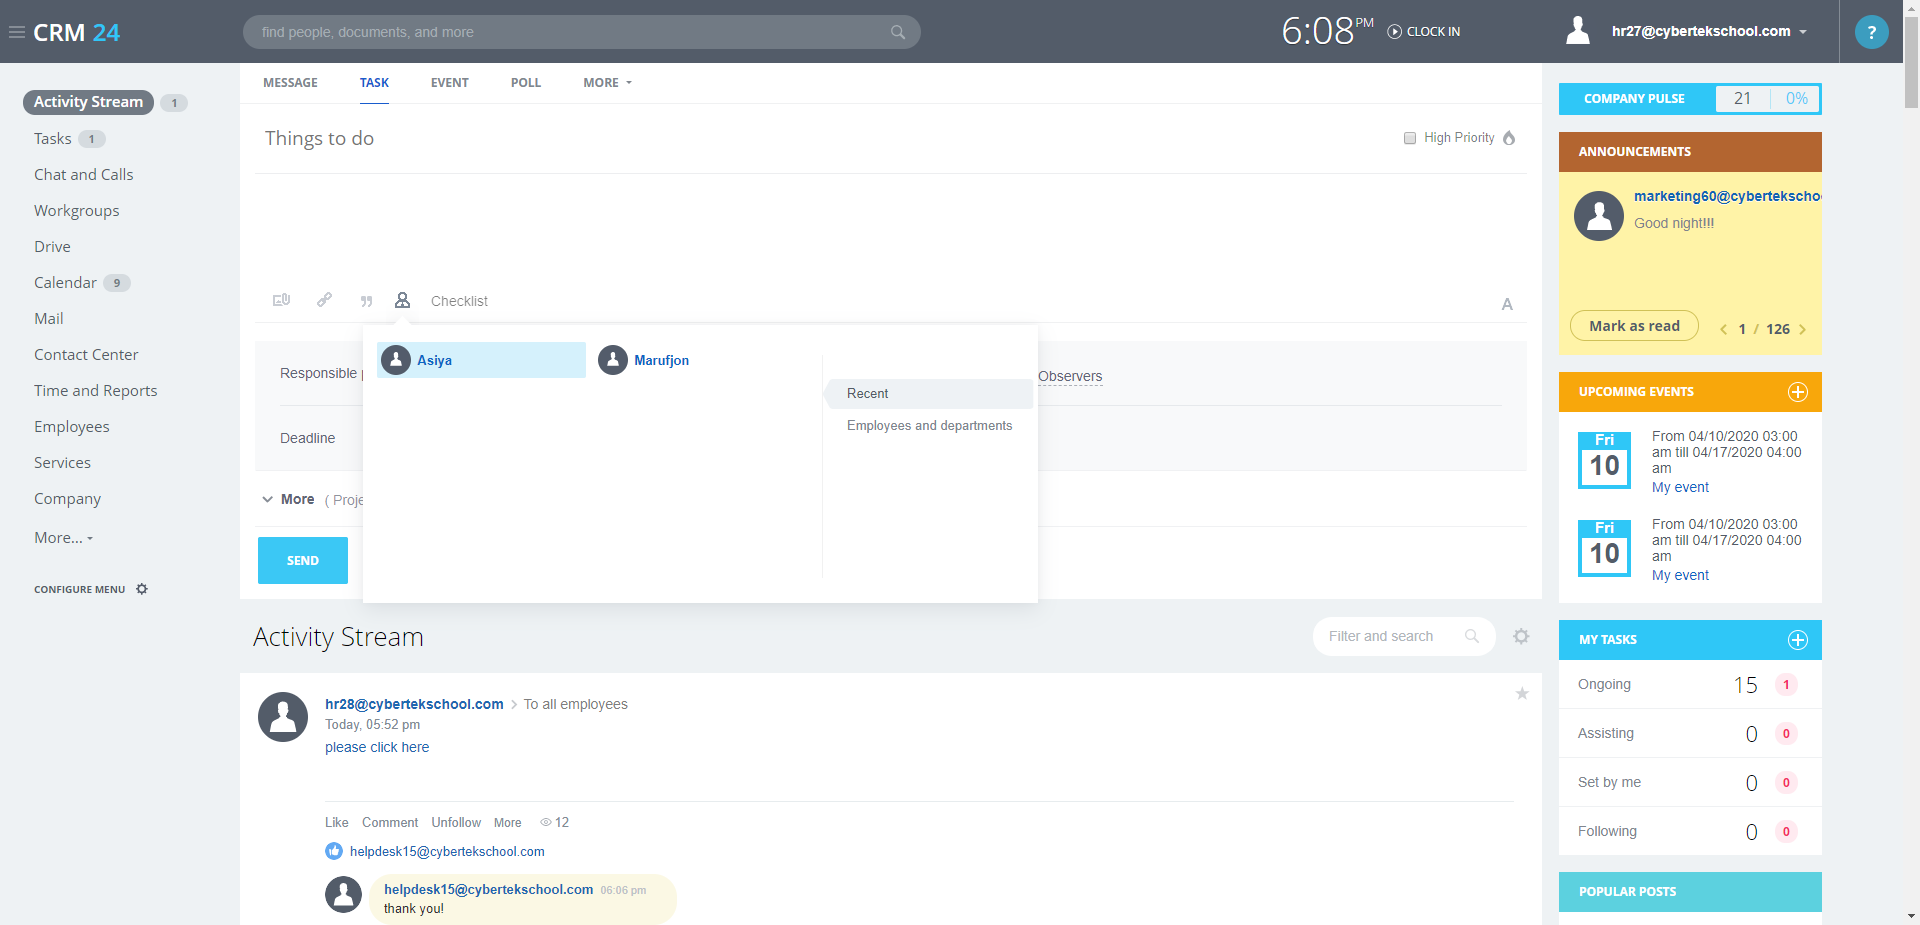 CRM 24
find people, documents, and more
6:08 PM
CLOCK IN
hr27@cybertekschool.com
?
Activity Stream 1
Tasks 1
Chat and Calls
Workgroups
Drive
Calendar 9
Mail
Contact Center
Time and Reports
Employees
Services
Company
More...
CONFIGURE MENU
MESSAGE TASK EVENT POLL MORE
Things to do
High Priority
Checklist
A
Asiya
Marufjon
Recent
Employees and departments
Responsible
Observers
Deadline
More ( Proje
SEND
Activity Stream
Filter and search
hr28@cybertekschool.com > To all employees
Today, 05:52 pm
please click here
Like Comment Unfollow More 12
helpdesk15@cybertekschool.com
helpdesk15@cybertekschool.com 06:06 pm
thank you!
COMPANY PULSE 21 0%
ANNOUNCEMENTS
marketing60@cyberteks​cho
Good night!!!
Mark as read
< 1 / 126 >
UPCOMING EVENTS
Fri
10
From 04/10/2020 03:00
am till 04/17/2020 04:00
am
My event
Fri
10
From 04/10/2020 03:00
am till 04/17/2020 04:00
am
My event
MY TASKS
Ongoing 15 1
Assisting 0 0
Set by me 0 0
Following 0 0
POPULAR POSTS